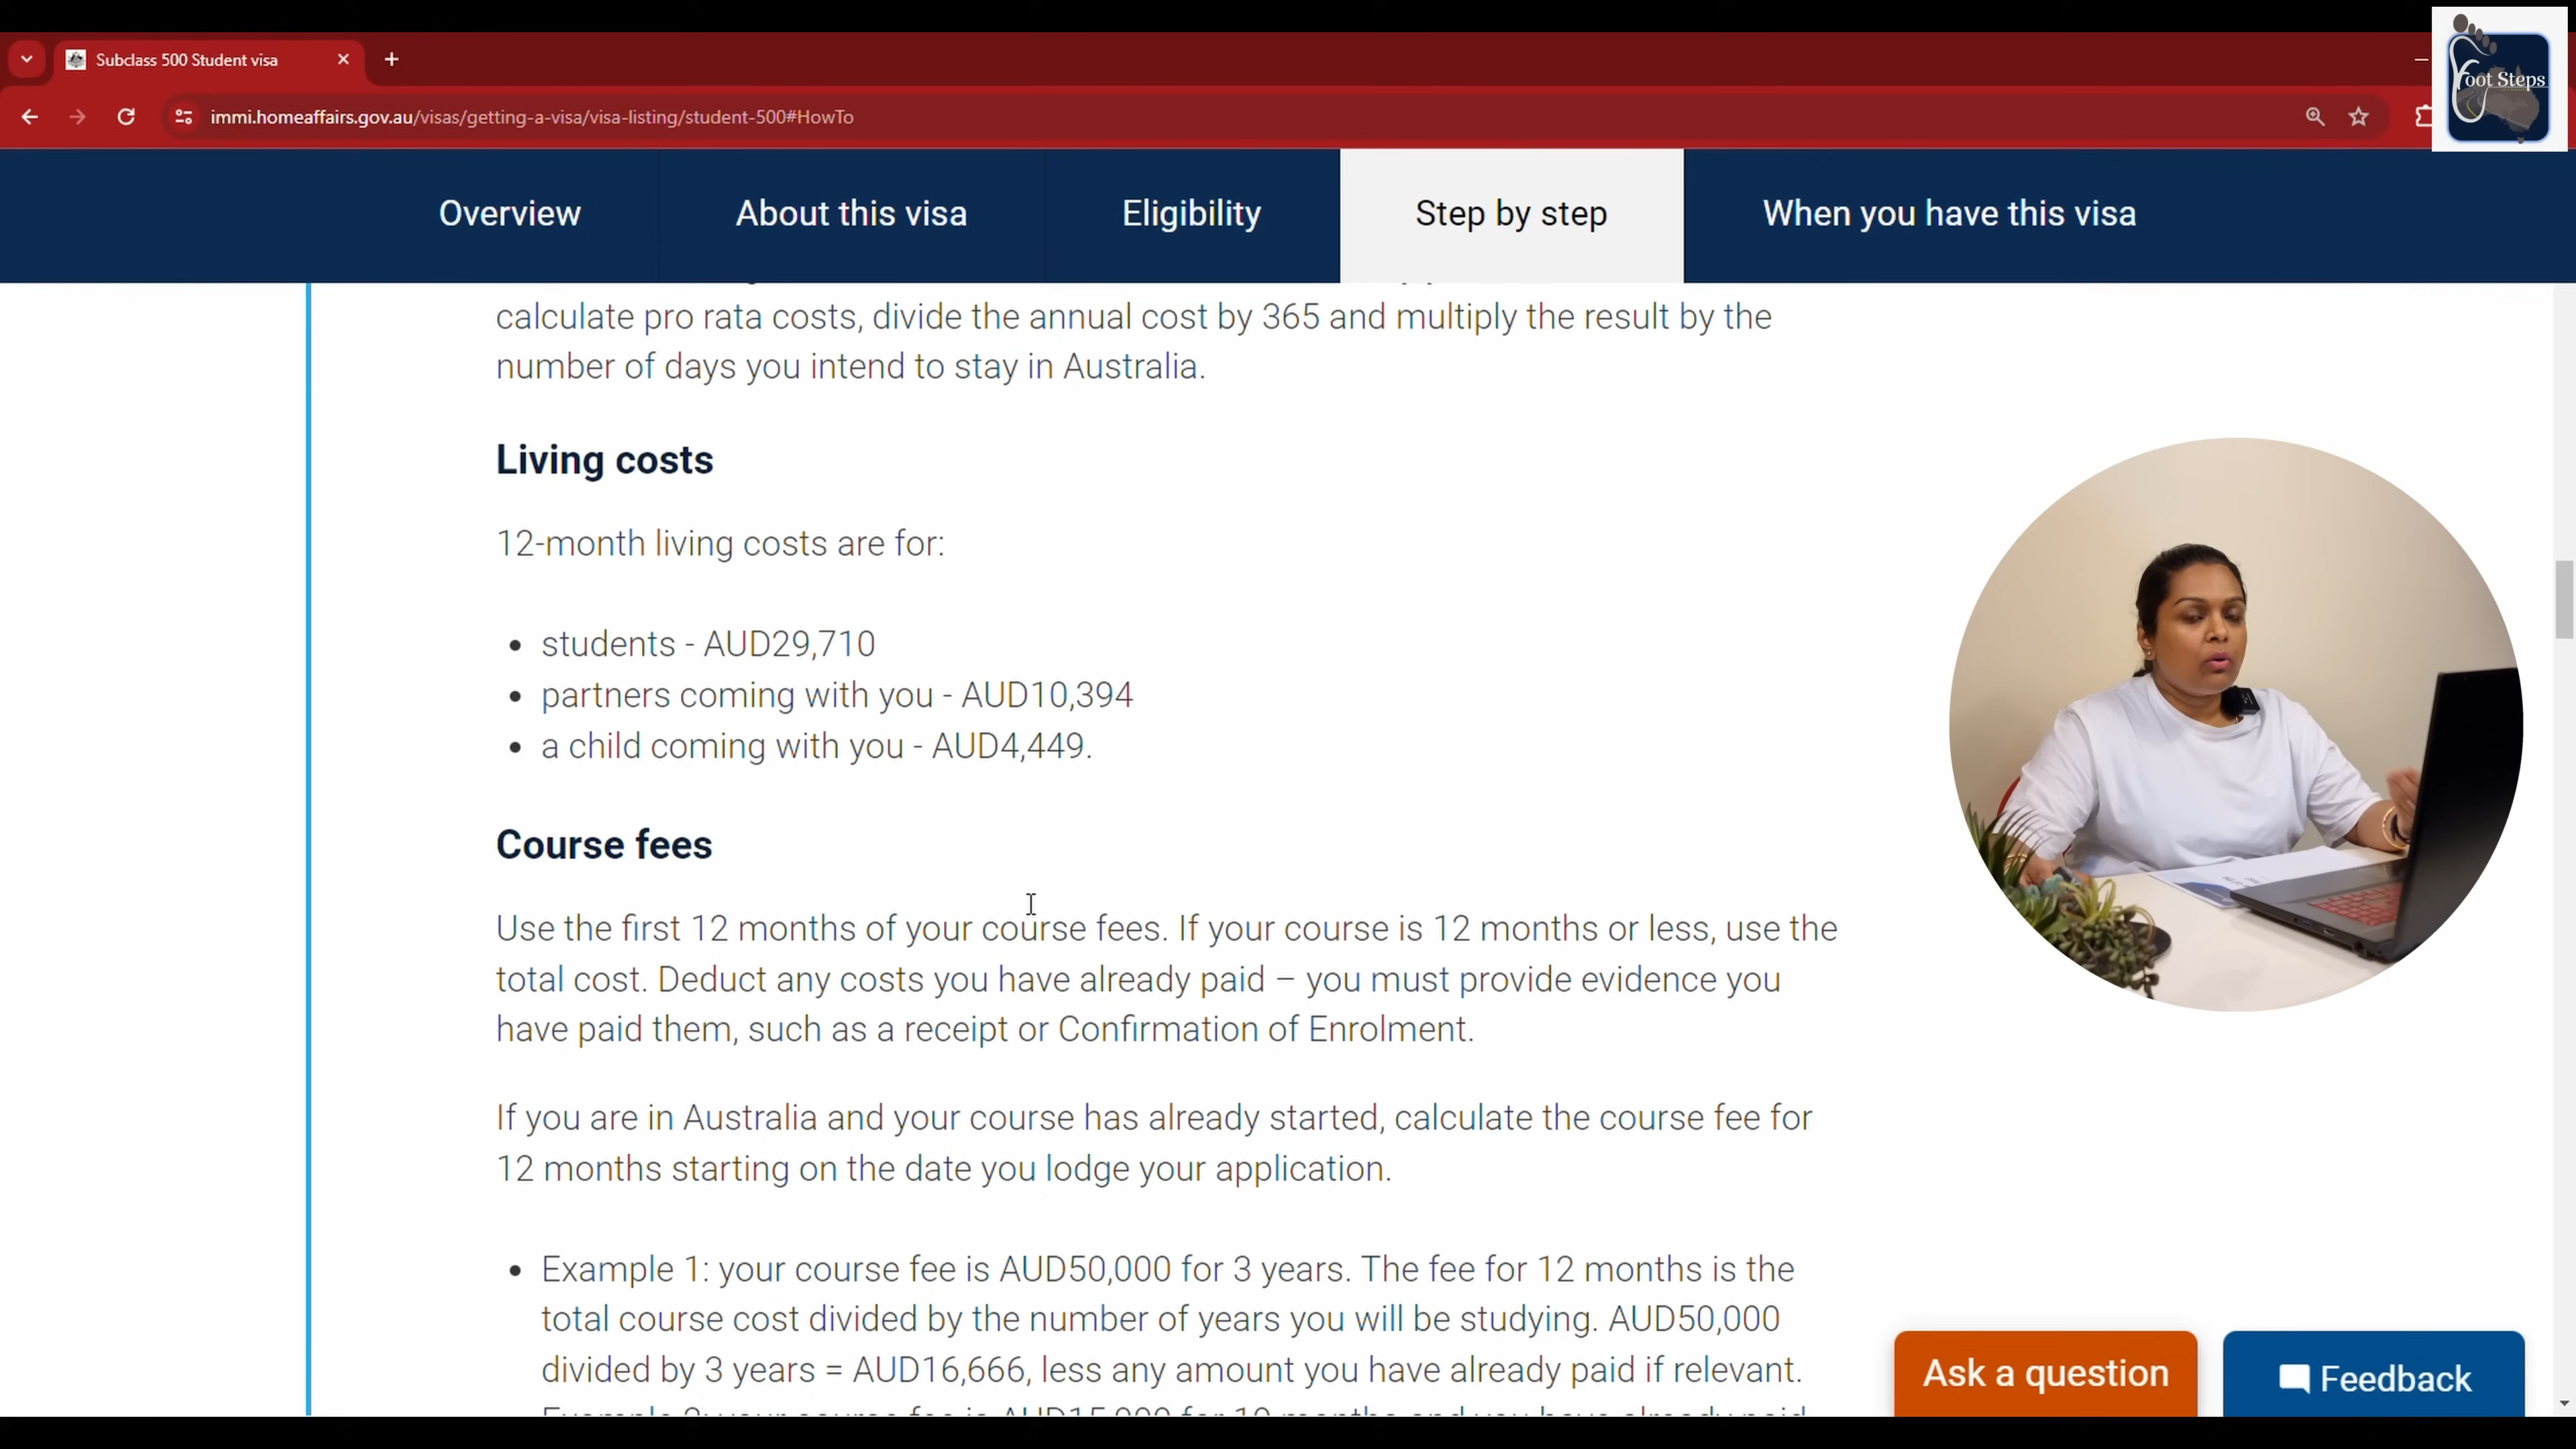 Subclass 500 Student visa
immi.homeaffairs.gov.au/visas/getting-a-visa/visa-listing/student-500#HowTo
Foot Steps
Overview
About this visa
Eligibility
Step by step
When you have this visa
calculate pro rata costs, divide the annual cost by 365 and multiply the result by the
number of days you intend to stay in Australia.
Living costs
12-month living costs are for:
• students - AUD29,710
• partners coming with you - AUD10,394
• a child coming with you - AUD4,449.
Course fees
Use the first 12 months of your course fees. If your course is 12 months or less, use the
total cost. Deduct any costs you have already paid – you must provide evidence you
have paid them, such as a receipt or Confirmation of Enrolment.
If you are in Australia and your course has already started, calculate the course fee for
12 months starting on the date you lodge your application.
• Example 1: your course fee is AUD50,000 for 3 years. The fee for 12 months is the
total course cost divided by the number of years you will be studying. AUD50,000
divided by 3 years = AUD16,666, less any amount you have already paid if relevant.
Ask a question
Feedback